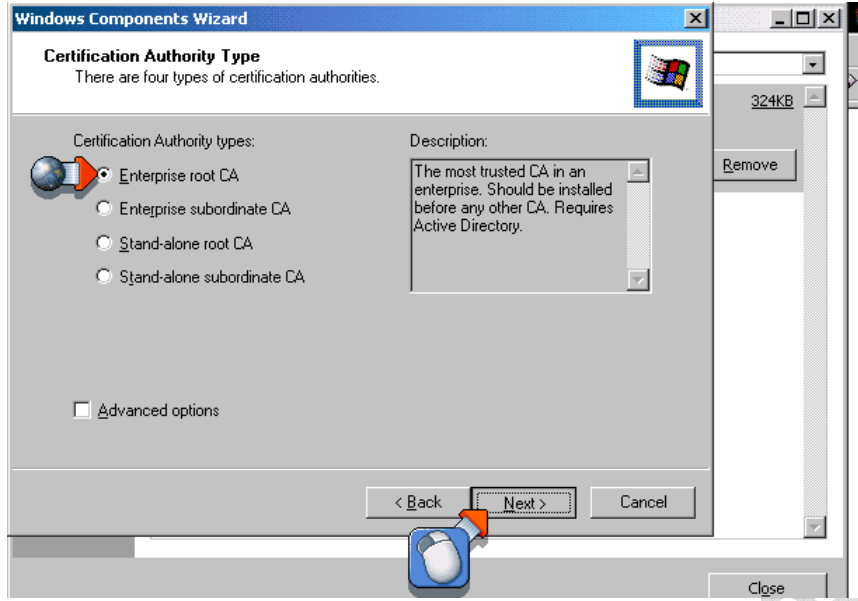 Windows Components Wizard
Certification Authority Type
There are four types of certification authorities.
324KB
Certification Authority types:
Description:
Enterprise root CA
The most trusted CA in an
enterprise. Should be installed
before any other CA. Requires
Active Directory.
Remove
Enterprise subordinate CA
Stand-alone root CA
Stand-alone subordinate CA
Advanced options
< Back
Next >
Cancel
Close